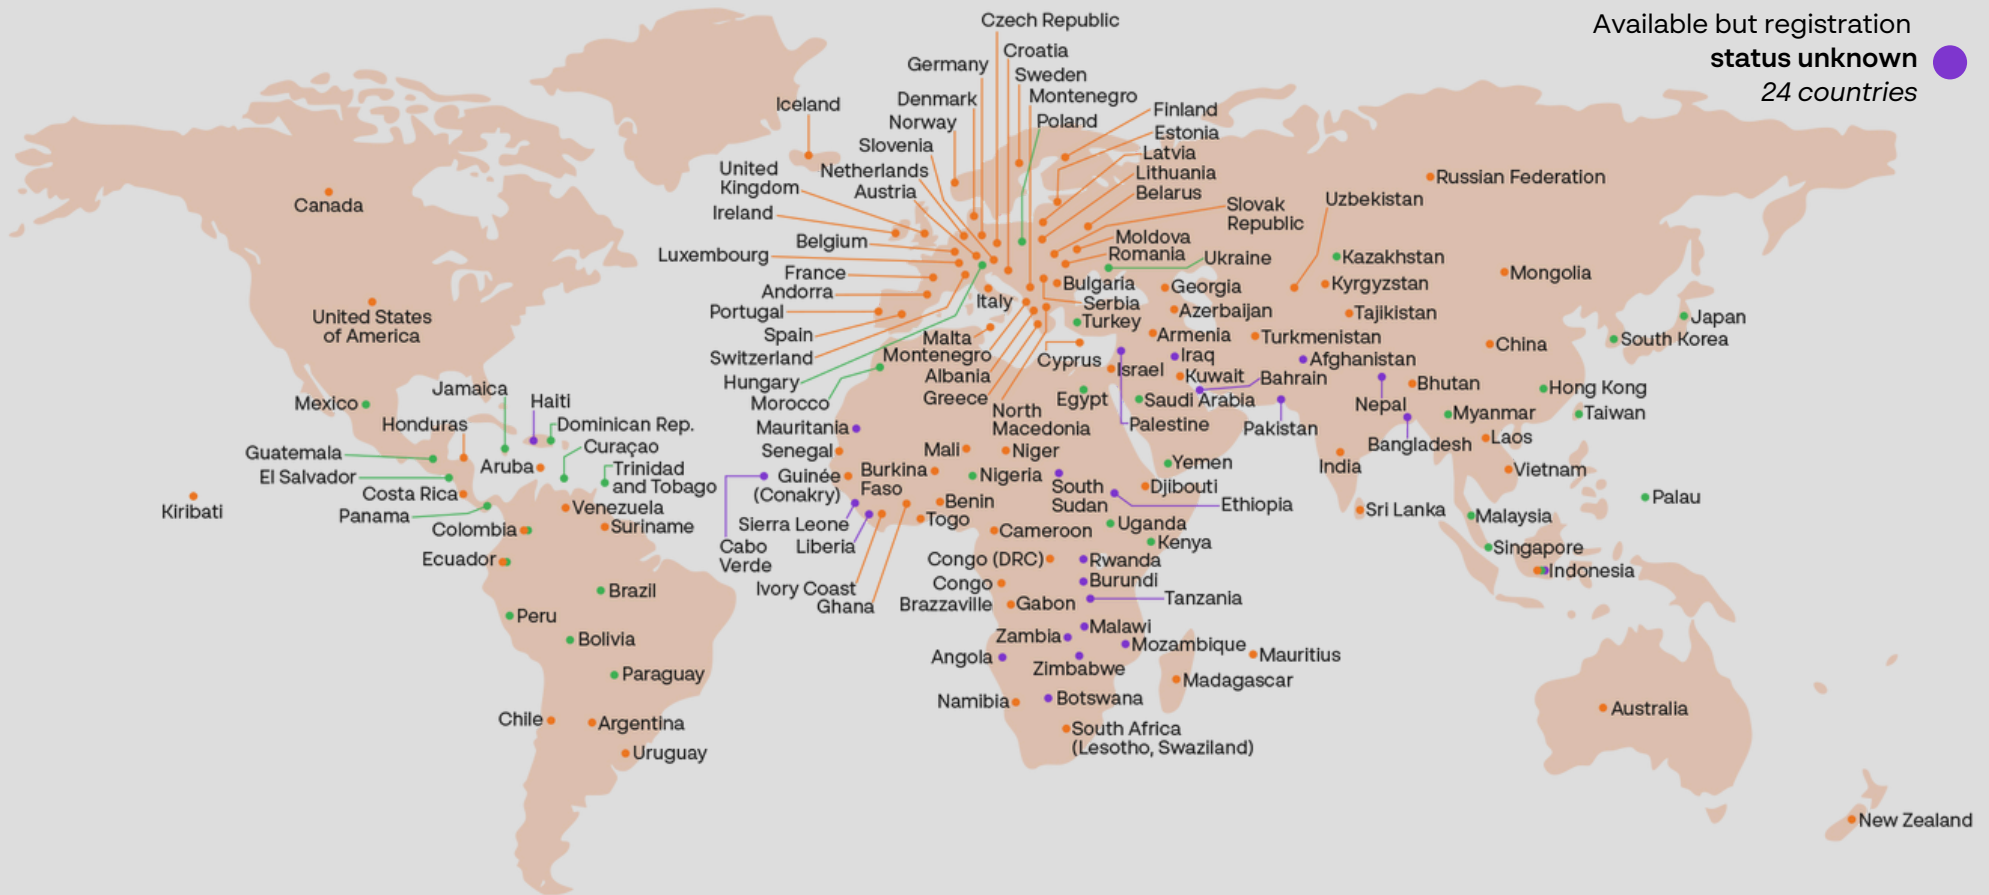 Available but registration
status unknown
24 countries
Czech Republic
Croatia
Germany
Sweden
Denmark
Montenegro
Iceland
Finland
Norway
Poland
Estonia
Slovenia
Latvia
United
Kingdom
Netherlands
Lithuania
Austria
Belarus
Russian Federation
Canada
Ireland
Slovak
Republic
Uzbekistan
Belgium
Moldova
Luxembourg
Romania
Ukraine
Kazakhstan
France
Mongolia
Andorra
Italy
Bulgaria
Georgia
Kyrgyzstan
Portugal
Serbia
Azerbaijan
Tajikistan
United States
of America
Spain
Malta
Turkey
Armenia
Turkmenistan
Japan
South Korea
China
Switzerland
Montenegro
Cyprus
Israel
Iraq
Afghanistan
Hungary
Albania
Kuwait
Bahrain
Bhutan
Jamaica
Haiti
Morocco
Greece
Egypt
Saudi Arabia
Nepal
Hong Kong
Mexico
North
Macedonia
Palestine
Pakistan
Myanmar
Taiwan
Honduras
Dominican Rep.
Mauritania
Bangladesh
Laos
Guatemala
Curaçao
Senegal
Mali
Niger
Yemen
India
Vietnam
El Salvador
Aruba
Trinidad
and Tobago
Guinée
(Conakry)
Burkina
Faso
Nigeria
South
Sudan
Djibouti
Ethiopia
Kiribati
Costa Rica
Panama
Venezuela
Benin
Sri Lanka
Malaysia
Palau
Colombia
Suriname
Sierra Leone
Togo
Uganda
Cabo
Verde
Liberia
Cameroon
Kenya
Singapore
Ecuador
Congo (DRC)
Rwanda
Indonesia
Brazil
Ivory Coast
Congo
Brazzaville
Burundi
Ghana
Gabon
Tanzania
Peru
Bolivia
Zambia
Malawi
Mozambique
Angola
Zimbabwe
Mauritius
Paraguay
Madagascar
Namibia
Botswana
Australia
Chile
Argentina
South Africa
(Lesotho, Swaziland)
Uruguay
New Zealand